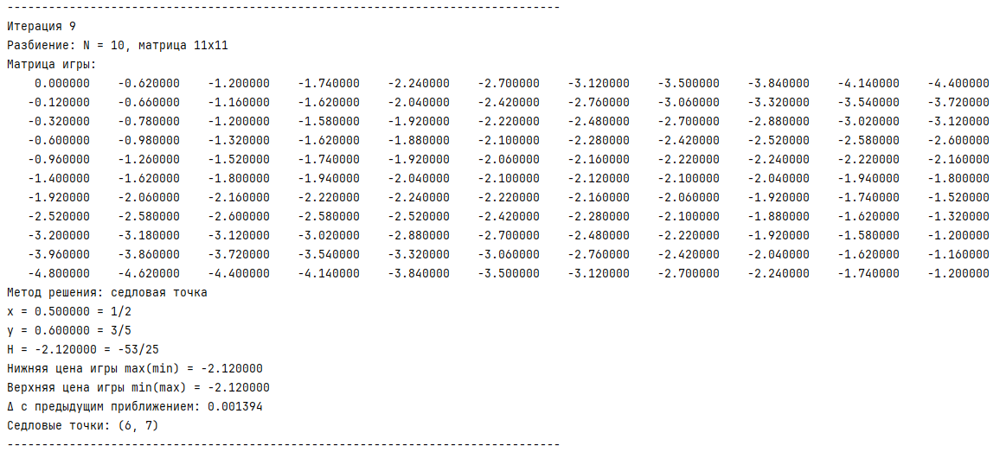 --------------------------------------------------------------------------------
Итерация 9
Разбиение: N = 10, матрица 11x11
Матрица игры:
    0.000000    -0.620000    -1.200000    -1.740000    -2.240000    -2.700000    -3.120000    -3.500000    -3.840000    -4.140000    -4.400000
   -0.120000    -0.660000    -1.160000    -1.620000    -2.040000    -2.420000    -2.760000    -3.060000    -3.320000    -3.540000    -3.720000
   -0.320000    -0.780000    -1.200000    -1.580000    -1.920000    -2.220000    -2.480000    -2.700000    -2.880000    -3.020000    -3.120000
   -0.600000    -0.980000    -1.320000    -1.620000    -1.880000    -2.100000    -2.280000    -2.420000    -2.520000    -2.580000    -2.600000
   -0.960000    -1.260000    -1.520000    -1.740000    -1.920000    -2.060000    -2.160000    -2.220000    -2.240000    -2.220000    -2.160000
   -1.400000    -1.620000    -1.800000    -1.940000    -2.040000    -2.100000    -2.120000    -2.100000    -2.040000    -1.940000    -1.800000
   -1.920000    -2.060000    -2.160000    -2.220000    -2.240000    -2.220000    -2.160000    -2.060000    -1.920000    -1.740000    -1.520000
   -2.520000    -2.580000    -2.600000    -2.580000    -2.520000    -2.420000    -2.280000    -2.100000    -1.880000    -1.620000    -1.320000
   -3.200000    -3.180000    -3.120000    -3.020000    -2.880000    -2.700000    -2.480000    -2.220000    -1.920000    -1.580000    -1.200000
   -3.960000    -3.860000    -3.720000    -3.540000    -3.320000    -3.060000    -2.760000    -2.420000    -2.040000    -1.620000    -1.160000
   -4.800000    -4.620000    -4.400000    -4.140000    -3.840000    -3.500000    -3.120000    -2.700000    -2.240000    -1.740000    -1.200000
Метод решения: седловая точка
x = 0.500000 = 1/2
y = 0.600000 = 3/5
H = -2.120000 = -53/25
Нижняя цена игры max(min) = -2.120000
Верхняя цена игры min(max) = -2.120000
Δ с предыдущим приближением: 0.001394
Седловые точки: (6, 7)
--------------------------------------------------------------------------------